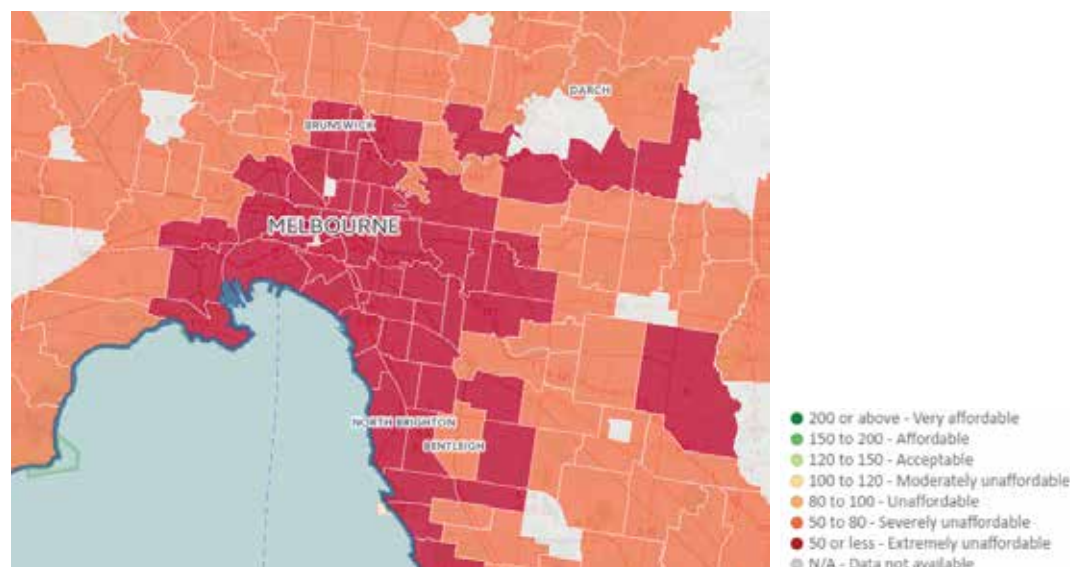 DARCH
BRUNSWICK
MELBOURNE
NORTH BRIGHTON
BENTLEIGH
200 or above - Very affordable
150 to 200 - Affordable
120 to 150 - Acceptable
100 to 120 - Moderately unaffordable
80 to 100 - Unaffordable
50 to 80 - Severely unaffordable
50 or less - Extremely unaffordable
N/A - Data not available